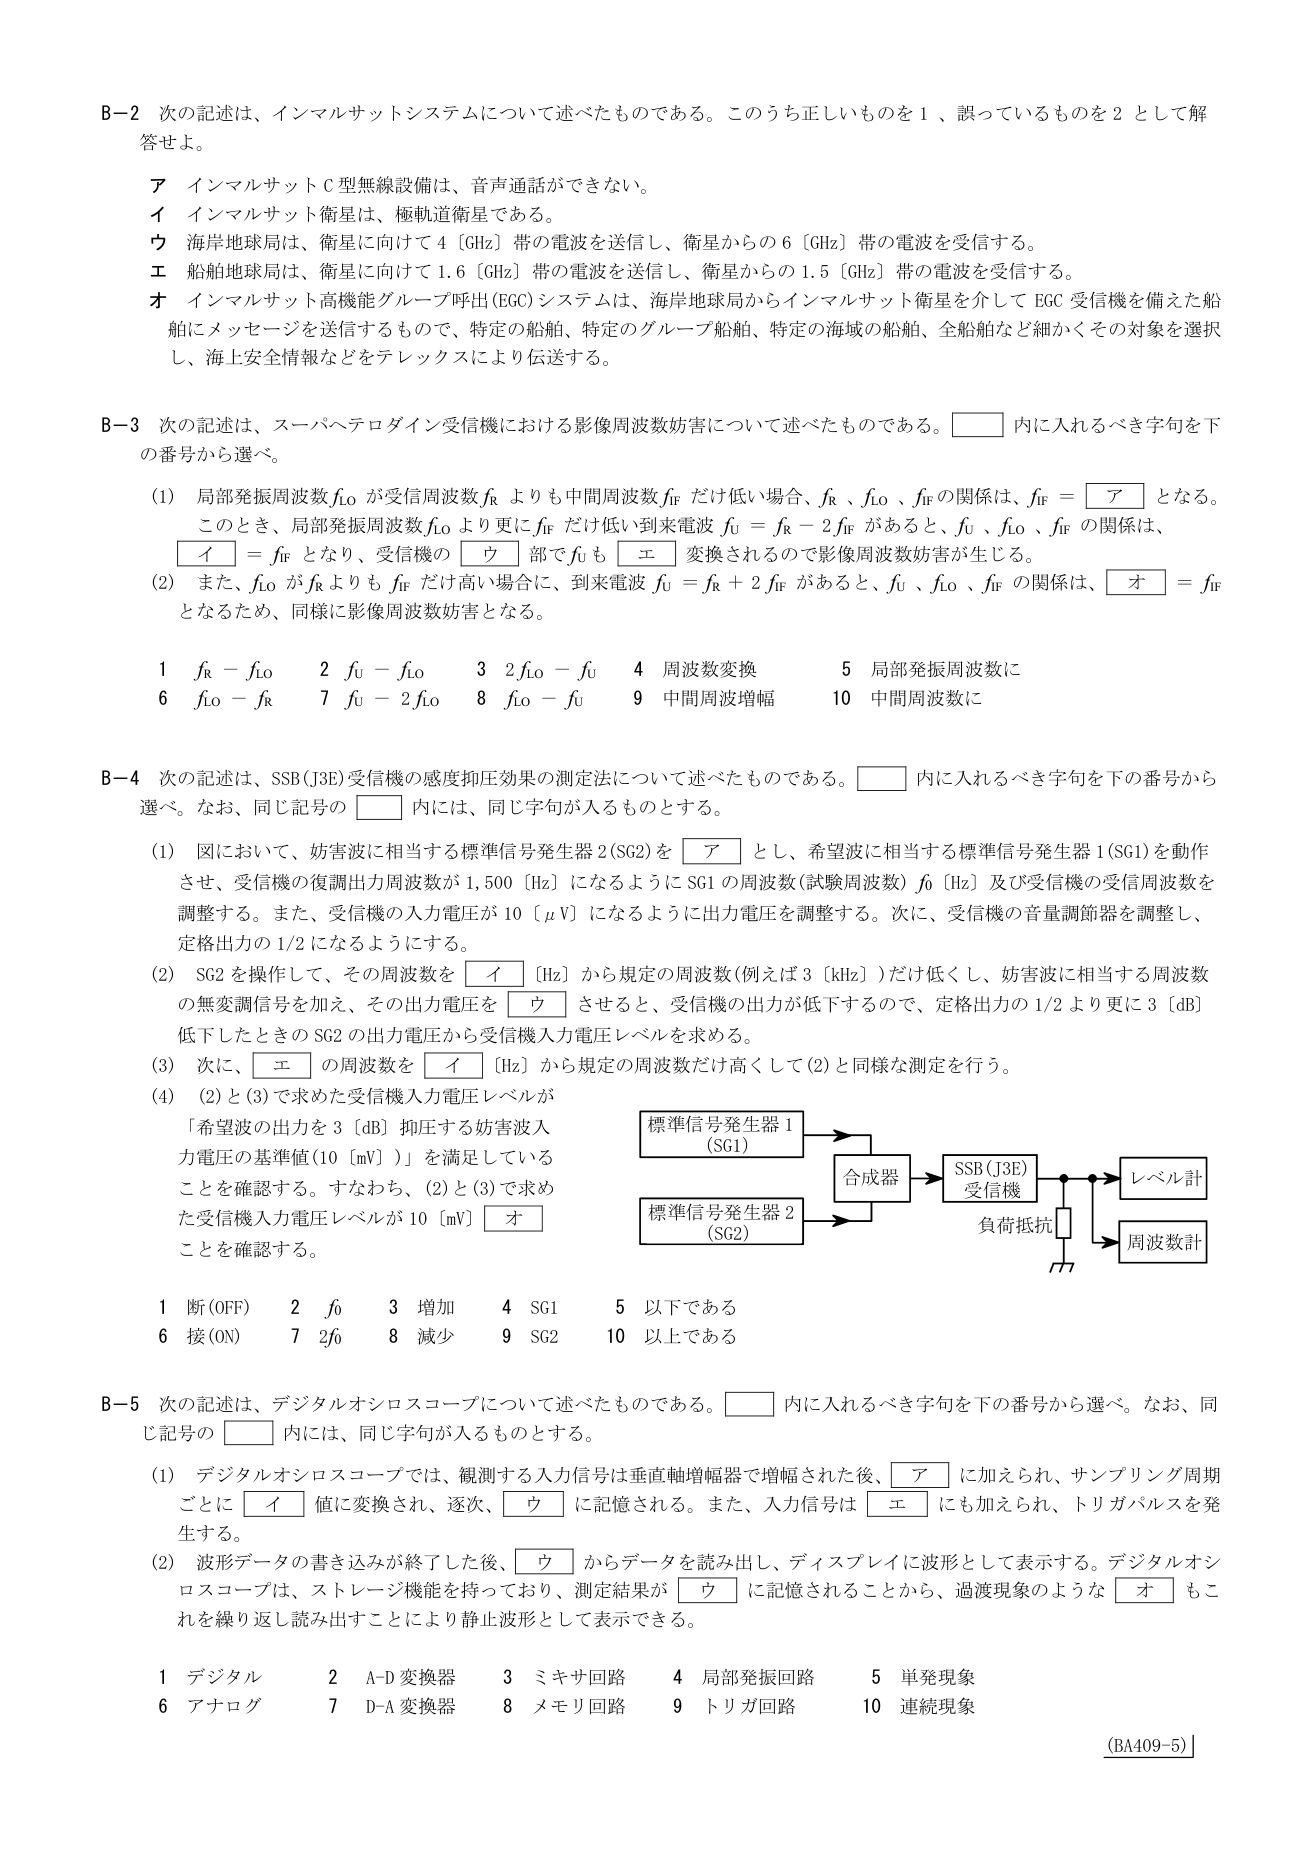 B－2 次の記述は、インマルサットシステムについて述べたものである。このうち正しいものを 1 、誤っているものを 2 として解
答せよ。
ア インマルサット C 型無線設備は、音声通話ができない。
イ インマルサット衛星は、極軌道衛星である。
ウ 海岸地球局は、衛星に向けて 4〔GHz〕帯の電波を送信し、衛星からの 6〔GHz〕帯の電波を受信する。
エ 船舶地球局は、衛星に向けて 1.6〔GHz〕帯の電波を送信し、衛星からの 1.5〔GHz〕帯の電波を受信する。
オ インマルサット高機能グループ呼出(EGC)システムは、海岸地球局からインマルサット衛星を介して EGC 受信機を備えた船
舶にメッセージを送信するもので、特定の船舶、特定のグループ船舶、特定の海域の船舶、全船舶など細かくその対象を選択
し、海上安全情報などをテレックスにより伝送する。
B－3 次の記述は、スーパヘテロダイン受信機における影像周波数妨害について述べたものである。 内に入れるべき字句を下
の番号から選べ。
(1) 局部発振周波数 fLO が受信周波数 fR よりも中間周波数 fIF だけ低い場合、fR 、fLO 、fIF の関係は、fIF ＝ ア となる。
このとき、局部発振周波数 fLO より更に fIF だけ低い到来電波 fU ＝ fR － 2 fIF があると、fU 、fLO 、fIF の関係は、
イ ＝ fIF となり、受信機の ウ 部で fU も エ 変換されるので影像周波数妨害が生じる。
(2) また、fLO が fR よりも fIF だけ高い場合に、到来電波 fU ＝ fR ＋ 2 fIF があると、fU 、fLO 、fIF の関係は、 オ ＝ fIF
となるため、同様に影像周波数妨害となる。
1 fR － fLO 2 fU － fLO 3 2 fLO － fU 4 周波数変換 5 局部発振周波数に
6 fLO － fR 7 fU － 2 fLO 8 fLO － fU 9 中間周波増幅 10 中間周波数に
B－4 次の記述は、SSB(J3E)受信機の感度抑圧効果の測定法について述べたものである。 内に入れるべき字句を下の番号から
選べ。なお、同じ記号の 内には、同じ字句が入るものとする。
(1) 図において、妨害波に相当する標準信号発生器 2(SG2)を ア とし、希望波に相当する標準信号発生器 1(SG1)を動作
させ、受信機の復調出力周波数が 1,500〔Hz〕になるように SG1 の周波数(試験周波数) f0〔Hz〕及び受信機の受信周波数を
調整する。また、受信機の入力電圧が 10〔μV〕になるように出力電圧を調整する。次に、受信機の音量調節器を調整し、
定格出力の 1/2 になるようにする。
(2) SG2 を操作して、その周波数を イ 〔Hz〕から規定の周波数(例えば 3〔kHz〕)だけ低くし、妨害波に相当する周波数
の無変調信号を加え、その出力電圧を ウ させると、受信機の出力が低下するので、定格出力の 1/2 より更に 3〔dB〕
低下したときの SG2 の出力電圧から受信機入力電圧レベルを求める。
(3) 次に、 エ の周波数を イ 〔Hz〕から規定の周波数だけ高くして(2)と同様な測定を行う。
(4) (2)と(3)で求めた受信機入力電圧レベルが
「希望波の出力を 3〔dB〕抑圧する妨害波入
力電圧の基準値(10〔mV〕)」を満足している
ことを確認する。すなわち、(2)と(3)で求め
た受信機入力電圧レベルが 10〔mV〕 オ
ことを確認する。
標準信号発生器 1
(SG1)
標準信号発生器 2
(SG2)
合成器
SSB(J3E)
受信機
負荷抵抗
レベル計
周波数計
1 断(OFF) 2 f0 3 増加 4 SG1 5 以下である
6 接(ON) 7 2f0 8 減少 9 SG2 10 以上である
B－5 次の記述は、デジタルオシロスコープについて述べたものである。 内に入れるべき字句を下の番号から選べ。なお、同
じ記号の 内には、同じ字句が入るものとする。
(1) デジタルオシロスコープでは、観測する入力信号は垂直軸増幅器で増幅された後、 ア に加えられ、サンプリング周期
ごとに イ 値に変換され、逐次、 ウ に記憶される。また、入力信号は エ にも加えられ、トリガパルスを発
生する。
(2) 波形データの書き込みが終了した後、 ウ からデータを読み出し、ディスプレイに波形として表示する。デジタルオシ
ロスコープは、ストレージ機能を持っており、測定結果が ウ に記憶されることから、過渡現象のような オ もこ
れを繰り返し読み出すことにより静止波形として表示できる。
1 デジタル 2 A-D 変換器 3 ミキサ回路 4 局部発振回路 5 単発現象
6 アナログ 7 D-A 変換器 8 メモリ回路 9 トリガ回路 10 連続現象
(BA409-5)